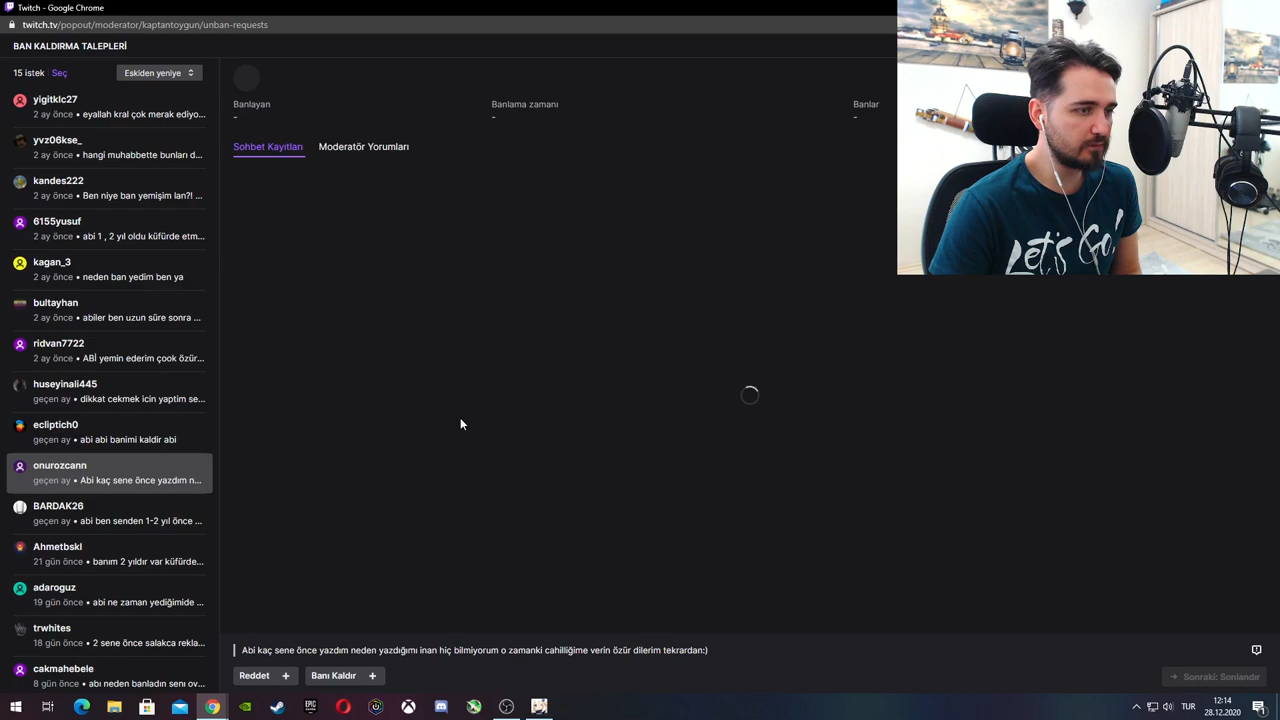 Twitch - Google Chrome
twitch.tv/popout/moderator/kaptantoygun/unban-requests
BAN KALDIRMA TALEPLERİ
15 istek Seç Eskiden yeniye
yigitklc27
2 ay önce • eyallah kral çok merak ediyo...
yvz06kse_
2 ay önce • hangi muhabbette bunları d...
kandes222
2 ay önce • Ben niye ban yemişim lan?! ...
6155yusuf
2 ay önce • abi 1 , 2 yıl oldu küfürde etm...
kagan_3
2 ay önce • neden ban yedim ben ya
bultayhan
2 ay önce • abiler ben uzun süre sonra ...
ridvan7722
2 ay önce • ABİ yemin ederim çook özür...
huseyinali445
geçen ay • dikkat cekmek icin yaptim se...
ecliptich0
geçen ay • abi abi banimi kaldir abi
onurozcann
geçen ay • Abi kaç sene önce yazdım n...
BARDAK26
geçen ay • abi ben senden 1-2 yıl önce ...
Ahmetbskl
21 gün önce • banım 2 yıldır var küfürde...
adaroguz
19 gün önce • abi ne zaman yediğimide ...
trwhites
18 gün önce • 2 sene önce salakca rekla...
cakmahebele
8 gün önce • abı neden banladın seni ov...
Banlayan Banlama zamanı Banlar
- - -
Sohbet Kayıtları Moderatör Yorumları
LET'S GO!
Abi kaç sene önce yazdım neden yazdığımı inan hiç bilmiyorum o zamanki cahilliğime verin özür dilerim tekrardan:)
Reddet + Banı Kaldır + → Sonraki: Sonlandır
EPIC
TUR
12:14
28.12.2020
1